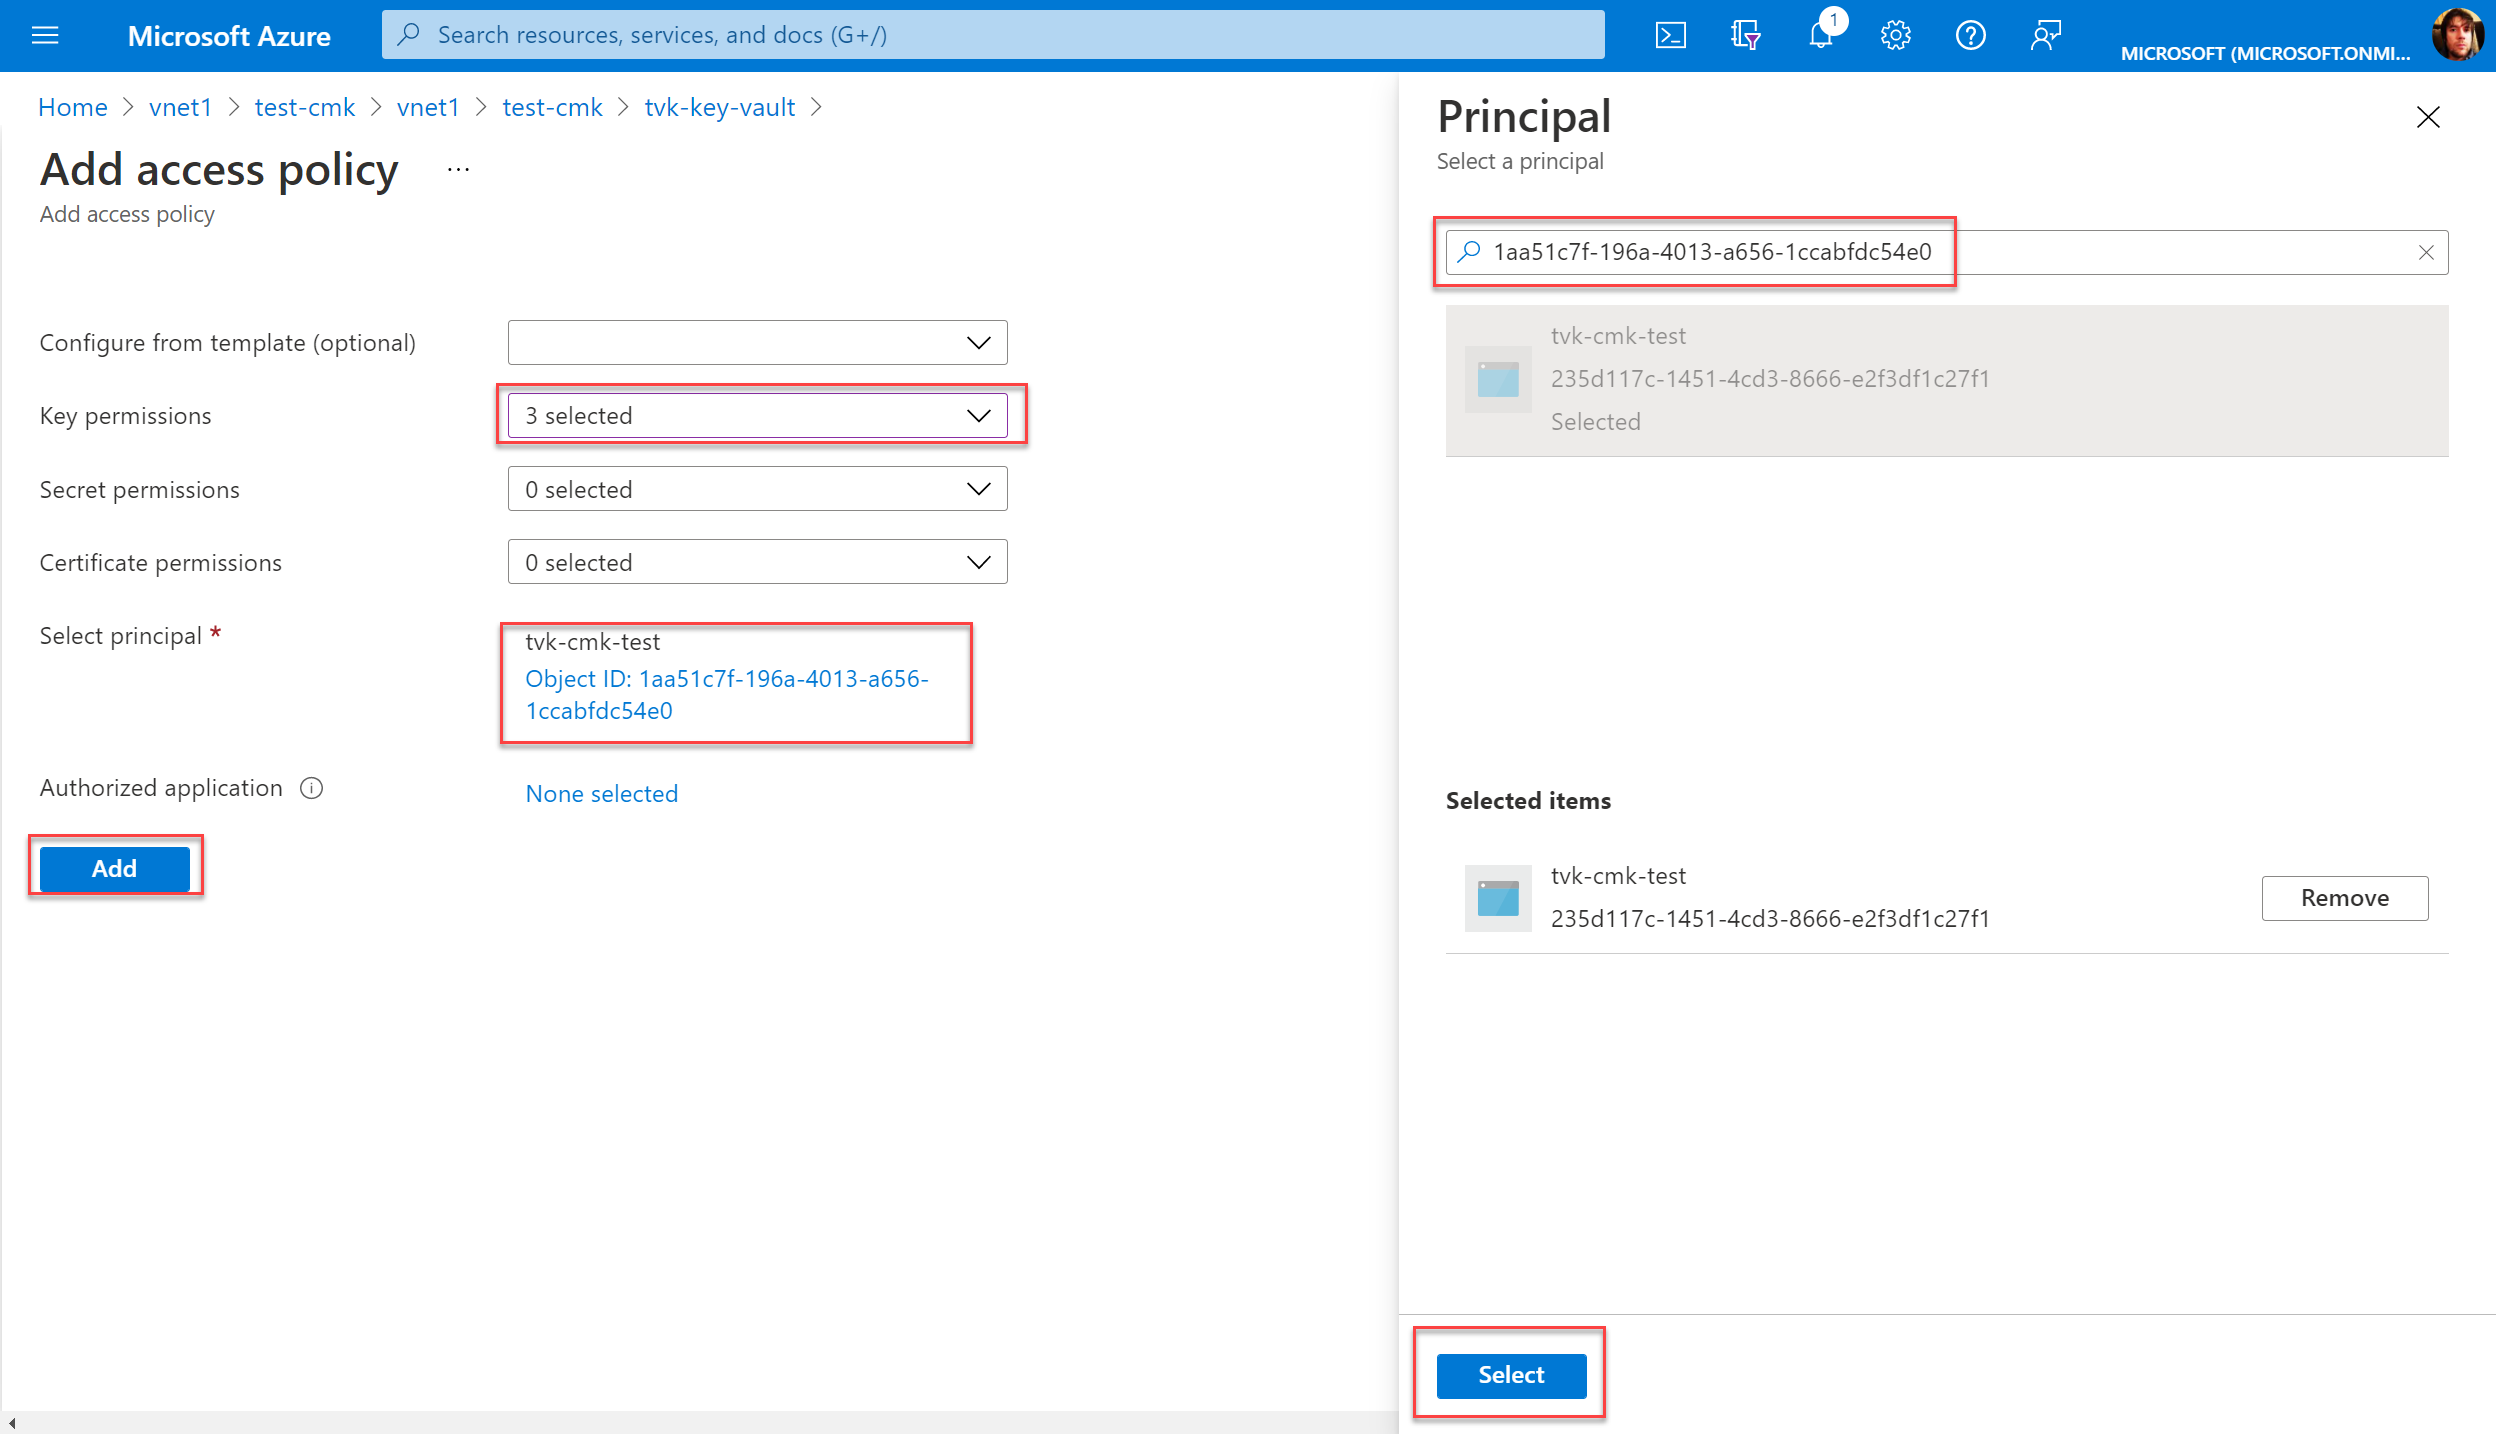 Microsoft Azure
Search resources, services, and docs (G+/)
1
MICROSOFT (MICROSOFT.ONMI...
Home > vnet1 > test-cmk > vnet1 > test-cmk > tvk-key-vault >
Add access policy ...
Add access policy
Configure from template (optional)
Key permissions
3 selected
Secret permissions
0 selected
Certificate permissions
0 selected
Select principal *
tvk-cmk-test
Object ID: 1aa51c7f-196a-4013-a656-
1ccabfdc54e0
Authorized application
None selected
Add
Principal
Select a principal
1aa51c7f-196a-4013-a656-1ccabfdc54e0
tvk-cmk-test
235d117c-1451-4cd3-8666-e2f3df1c27f1
Selected
Selected items
tvk-cmk-test
235d117c-1451-4cd3-8666-e2f3df1c27f1
Remove
Select